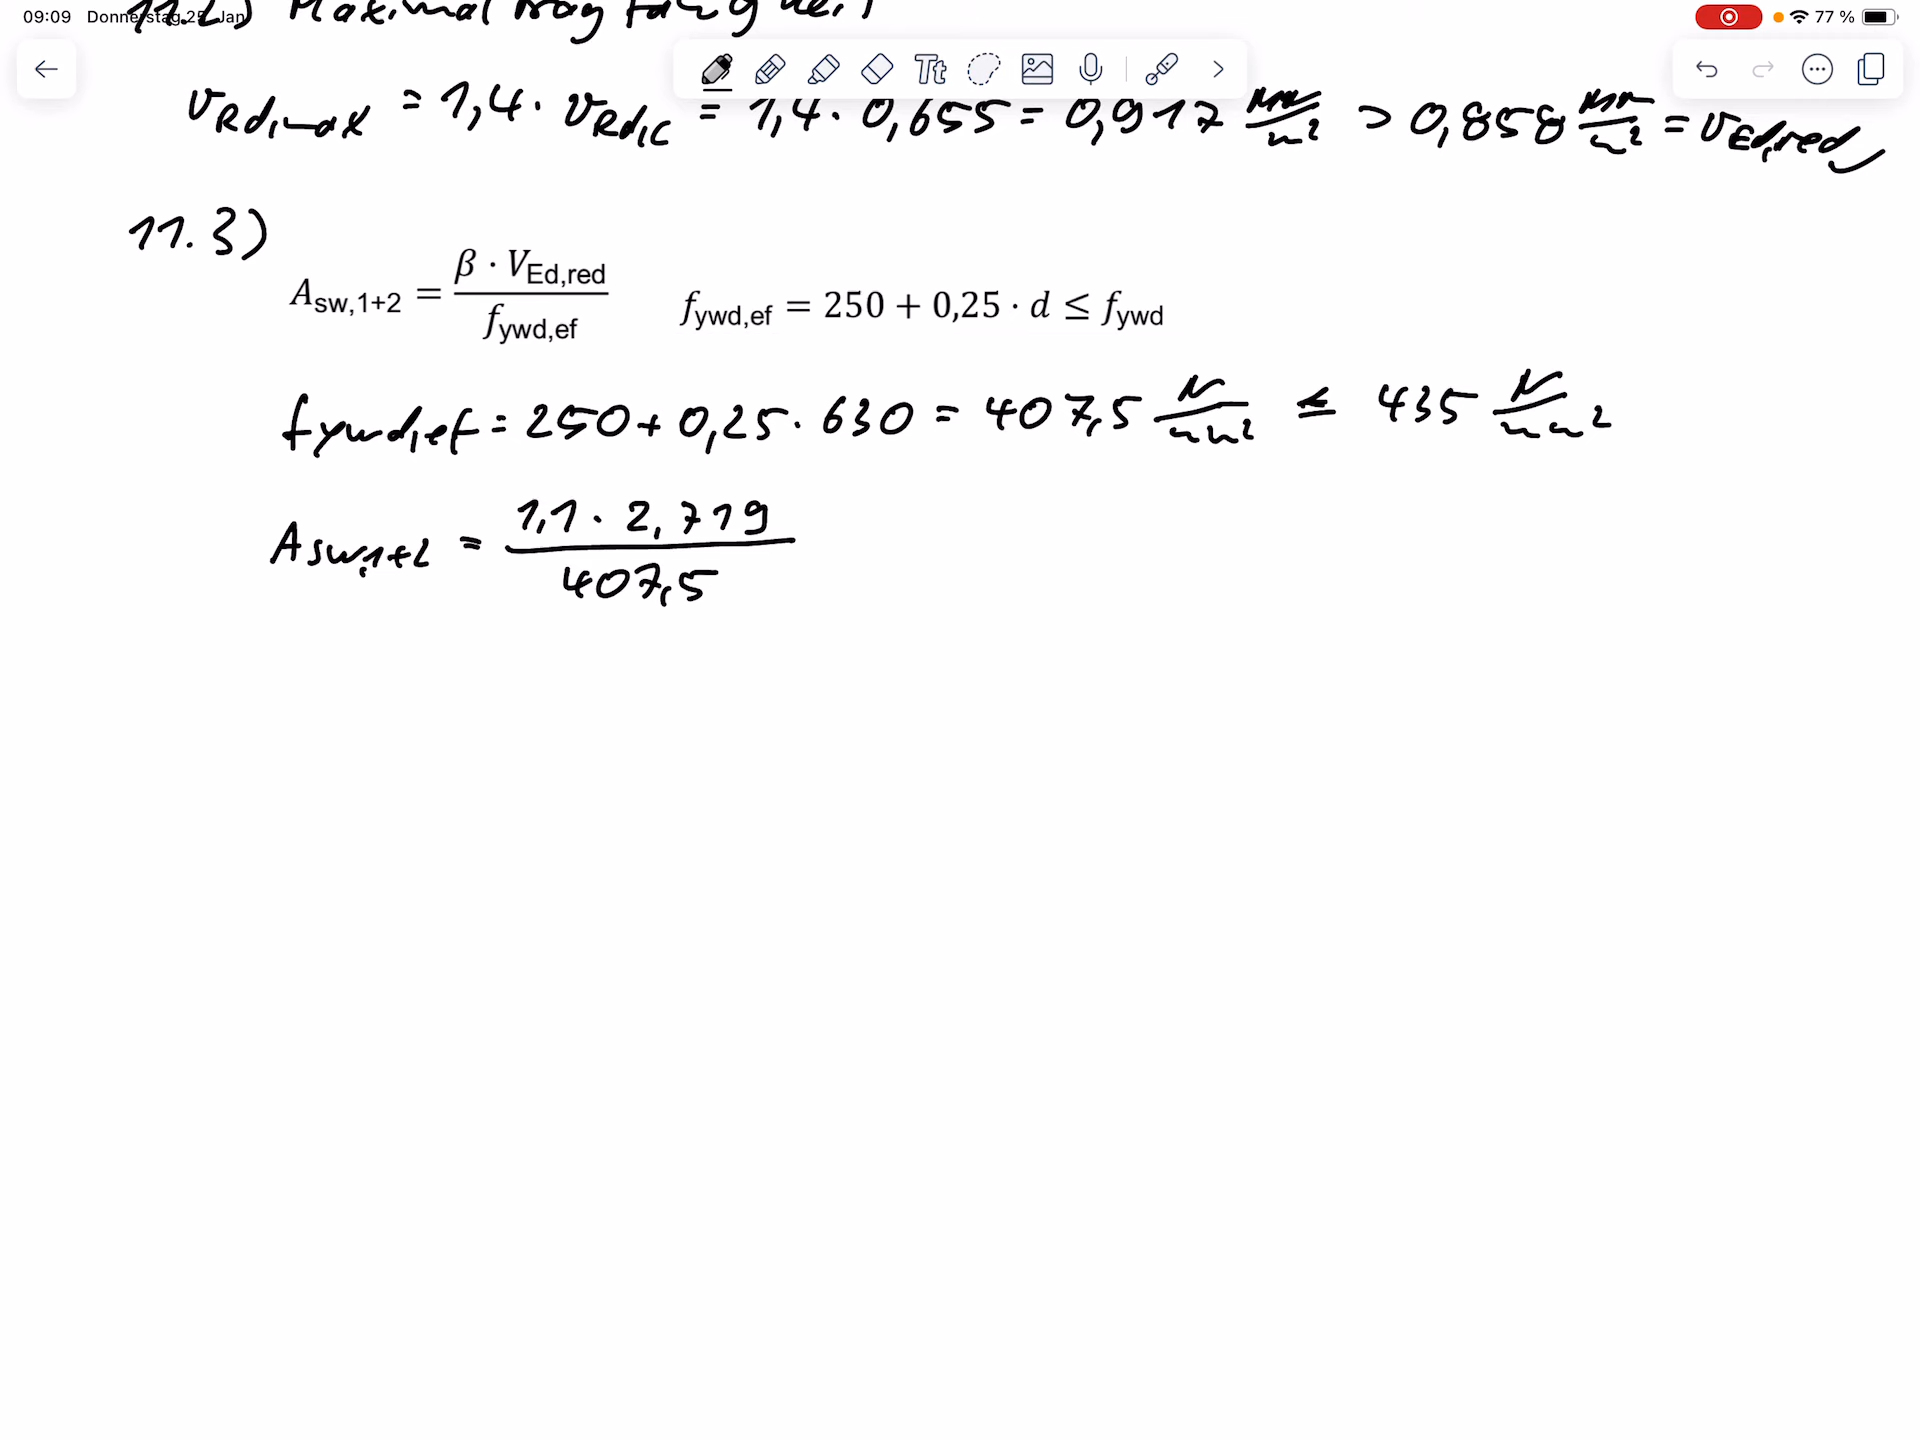 09:09 Donnerstag 25. Jan 77 %
11.2) Maximaltragfähigkeit
Tt
vRd,max = 1,4 · vRd,c = 1,4 · 0,655 = 0,917 MN/m² > 0,858 MN/m² = vEd,red
11.3)
Asw,1+2 = β · VEd,red / fywd,ef fywd,ef = 250 + 0,25 · d ≤ fywd
fywd,ef = 250 + 0,25 · 630 = 407,5 N/mm² ≤ 435 N/mm²
Asw,1+2 = 1,1 · 2,719 / 407,5